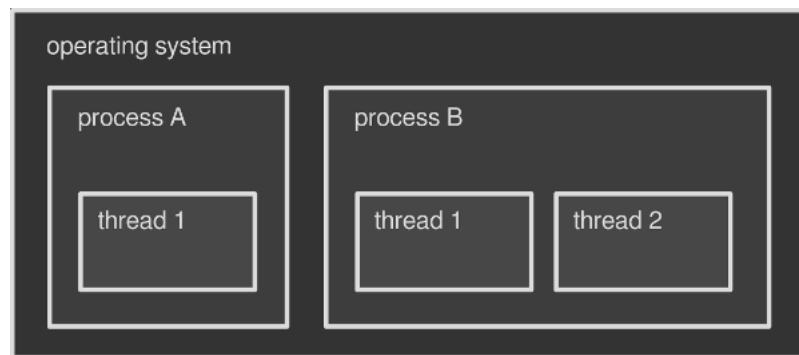 operating system
process A
process B
thread 1
thread 1
thread 2